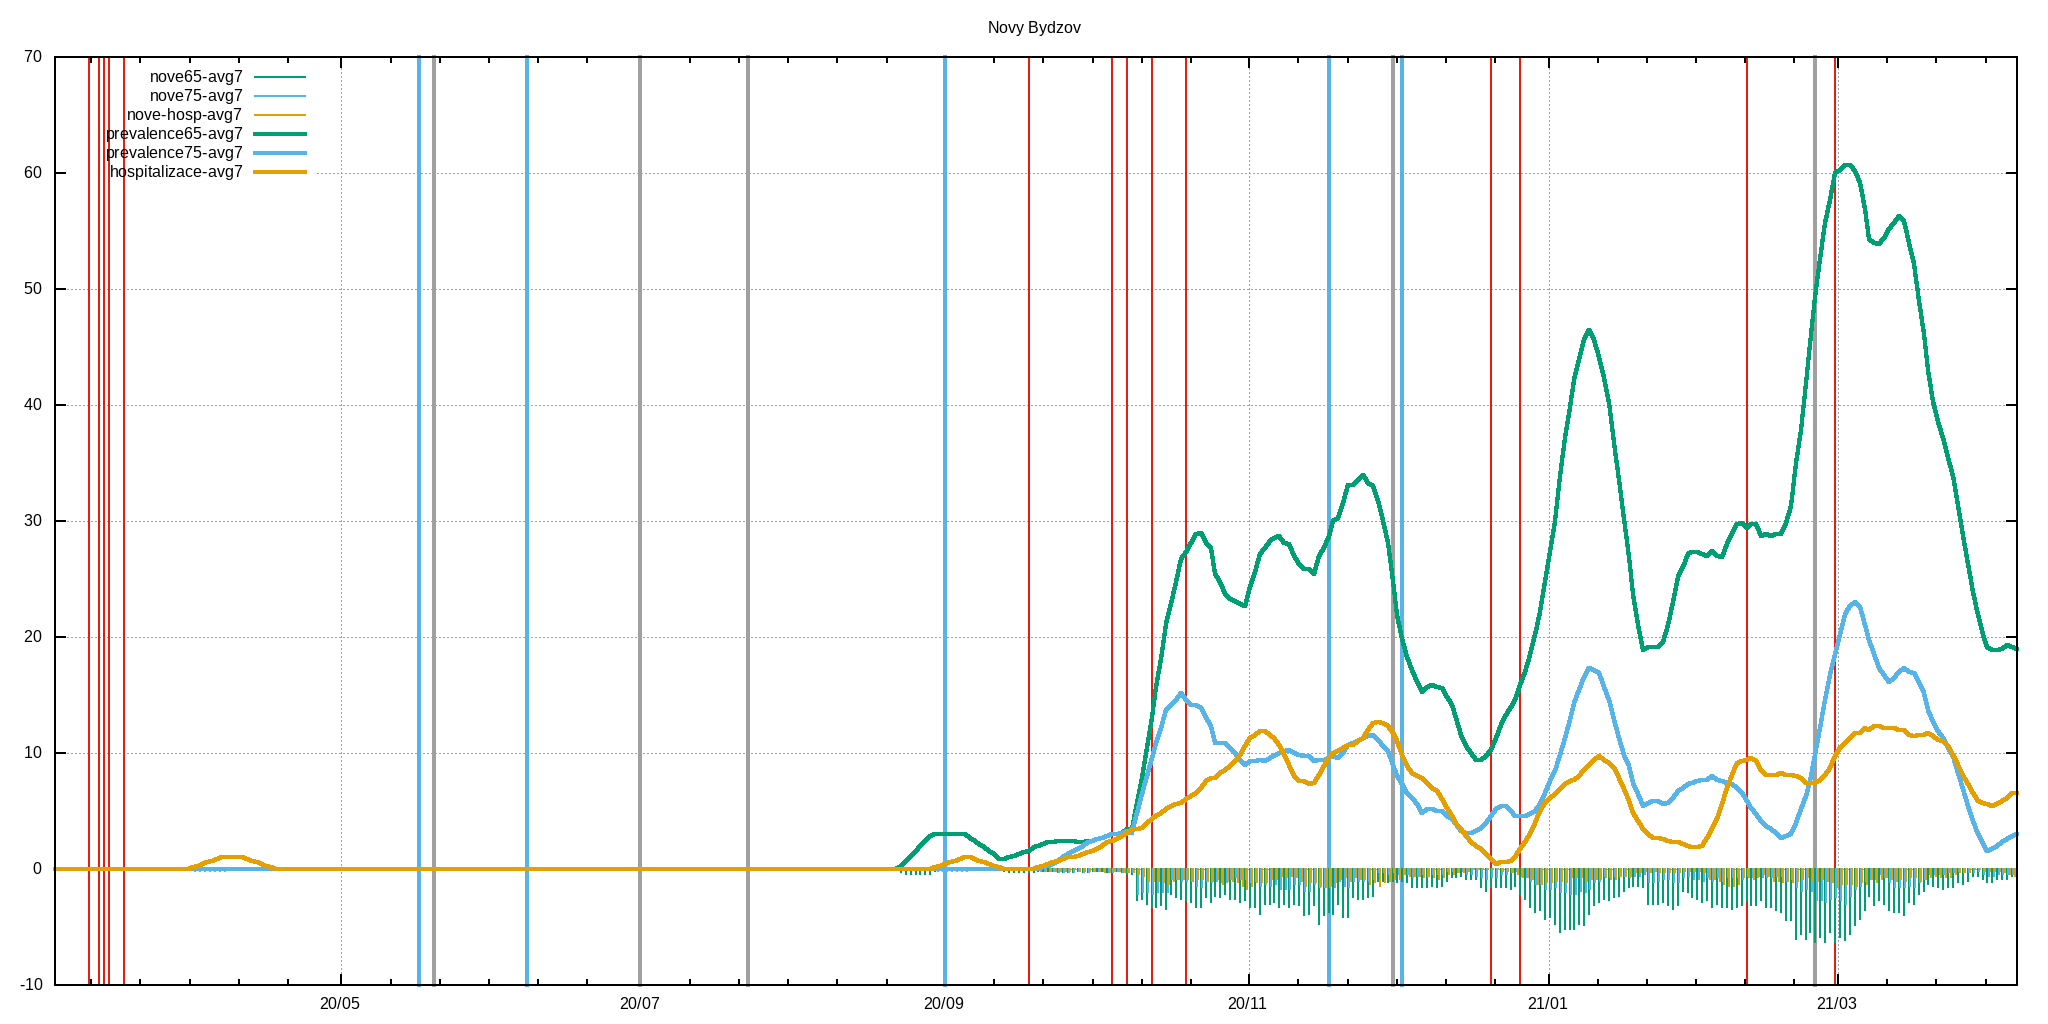 Novy Bydzov
70
60
50
40
30
20
10
0
-10
nove65-avg7
nove75-avg7
nove-hosp-avg7
prevalence65-avg7
prevalence75-avg7
hospitalizace-avg7
20/05 20/07 20/09 20/11 21/01 21/03